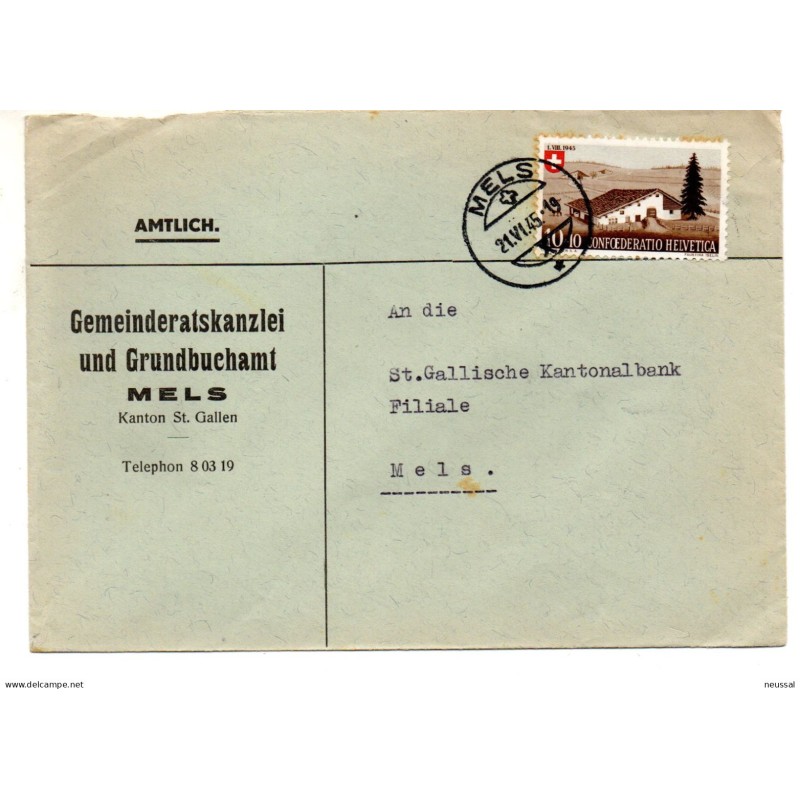 AMTLICH.
MELS
21.VI.45.-19
1. VIII. 1945
10+10 CONFŒDERATIO HELVETICA
Gemeinderatskanzlei
und Grundbuchamt
MELS
Kanton St. Gallen
Telephon 8 03 19
An die
St.Gallische Kantonalbank
Filiale
Mels.
www.delcampe.net
neussal